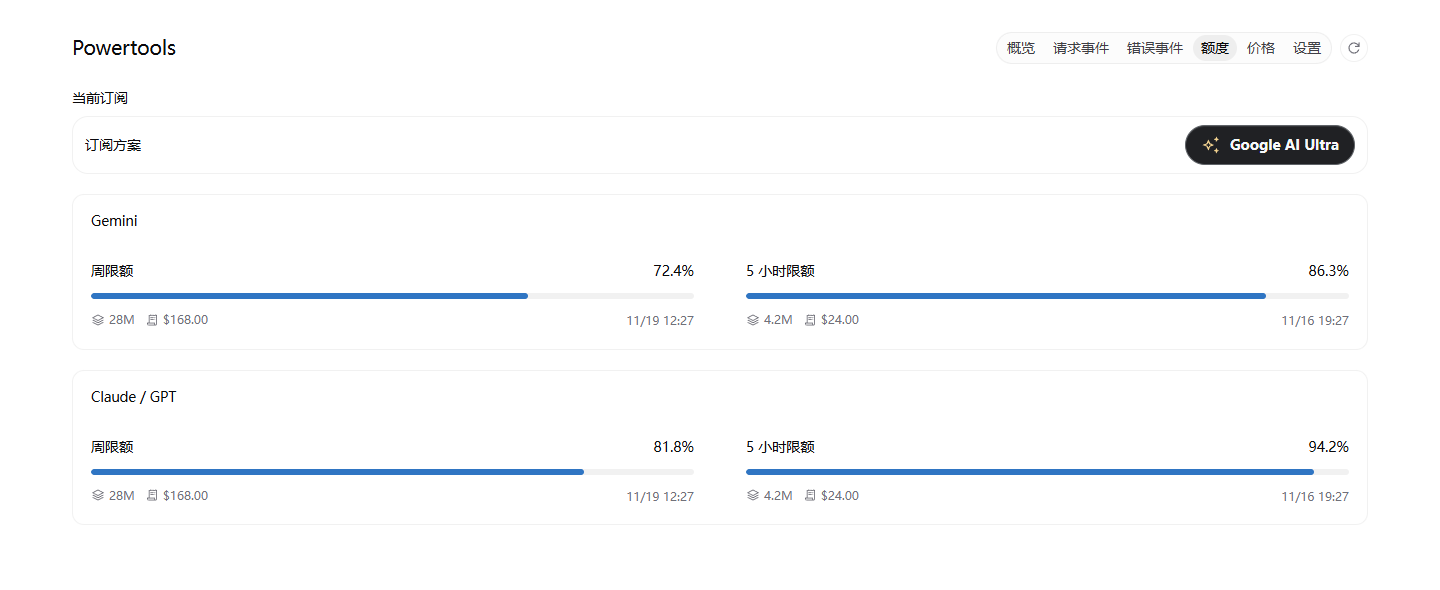 Powertools
概览 请求事件 错误事件 额度 价格 设置
当前订阅
订阅方案 Google AI Ultra
Gemini
周限额 72.4% 5 小时限额 86.3%
28M $168.00 11/19 12:27 4.2M $24.00 11/16 19:27
Claude / GPT
周限额 81.8% 5 小时限额 94.2%
28M $168.00 11/19 12:27 4.2M $24.00 11/16 19:27